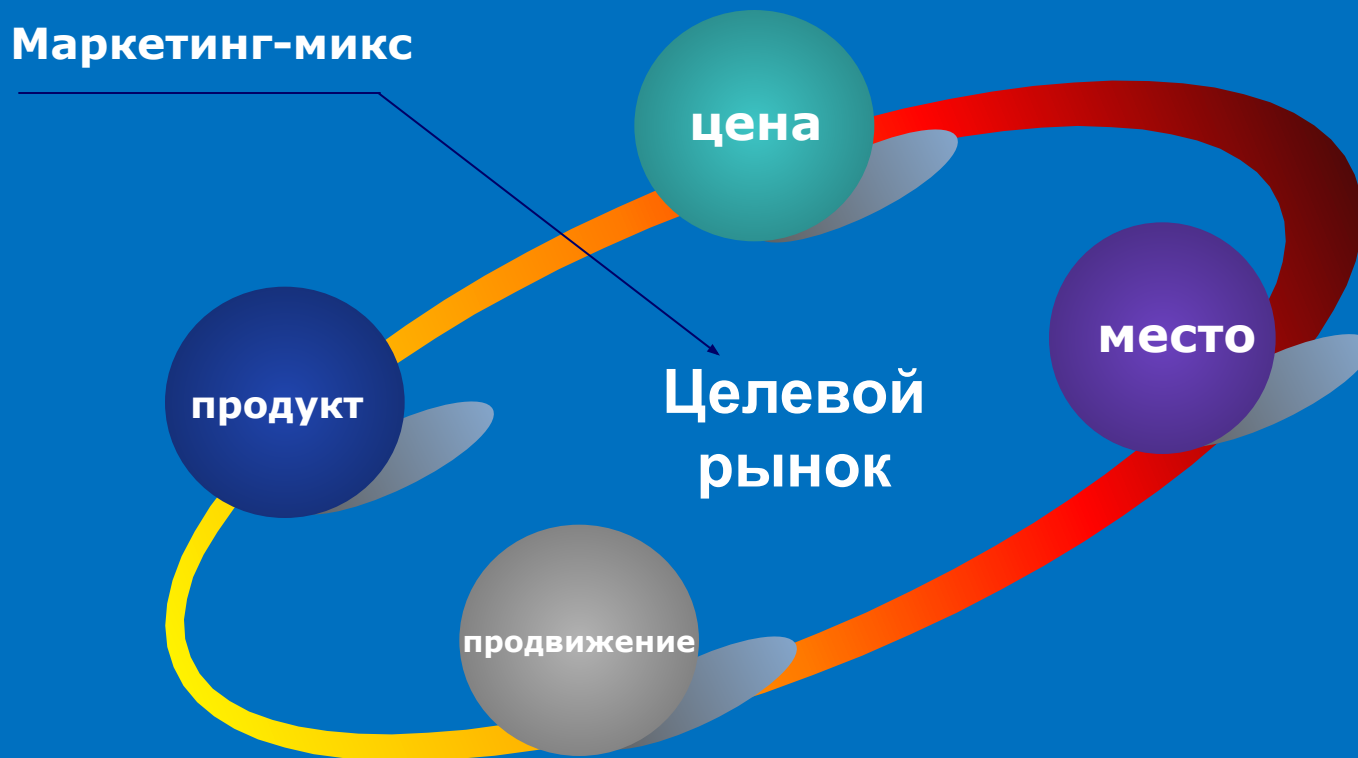 Маркетинг-микс
цена
место
продукт
Целевой
рынок
продвижение